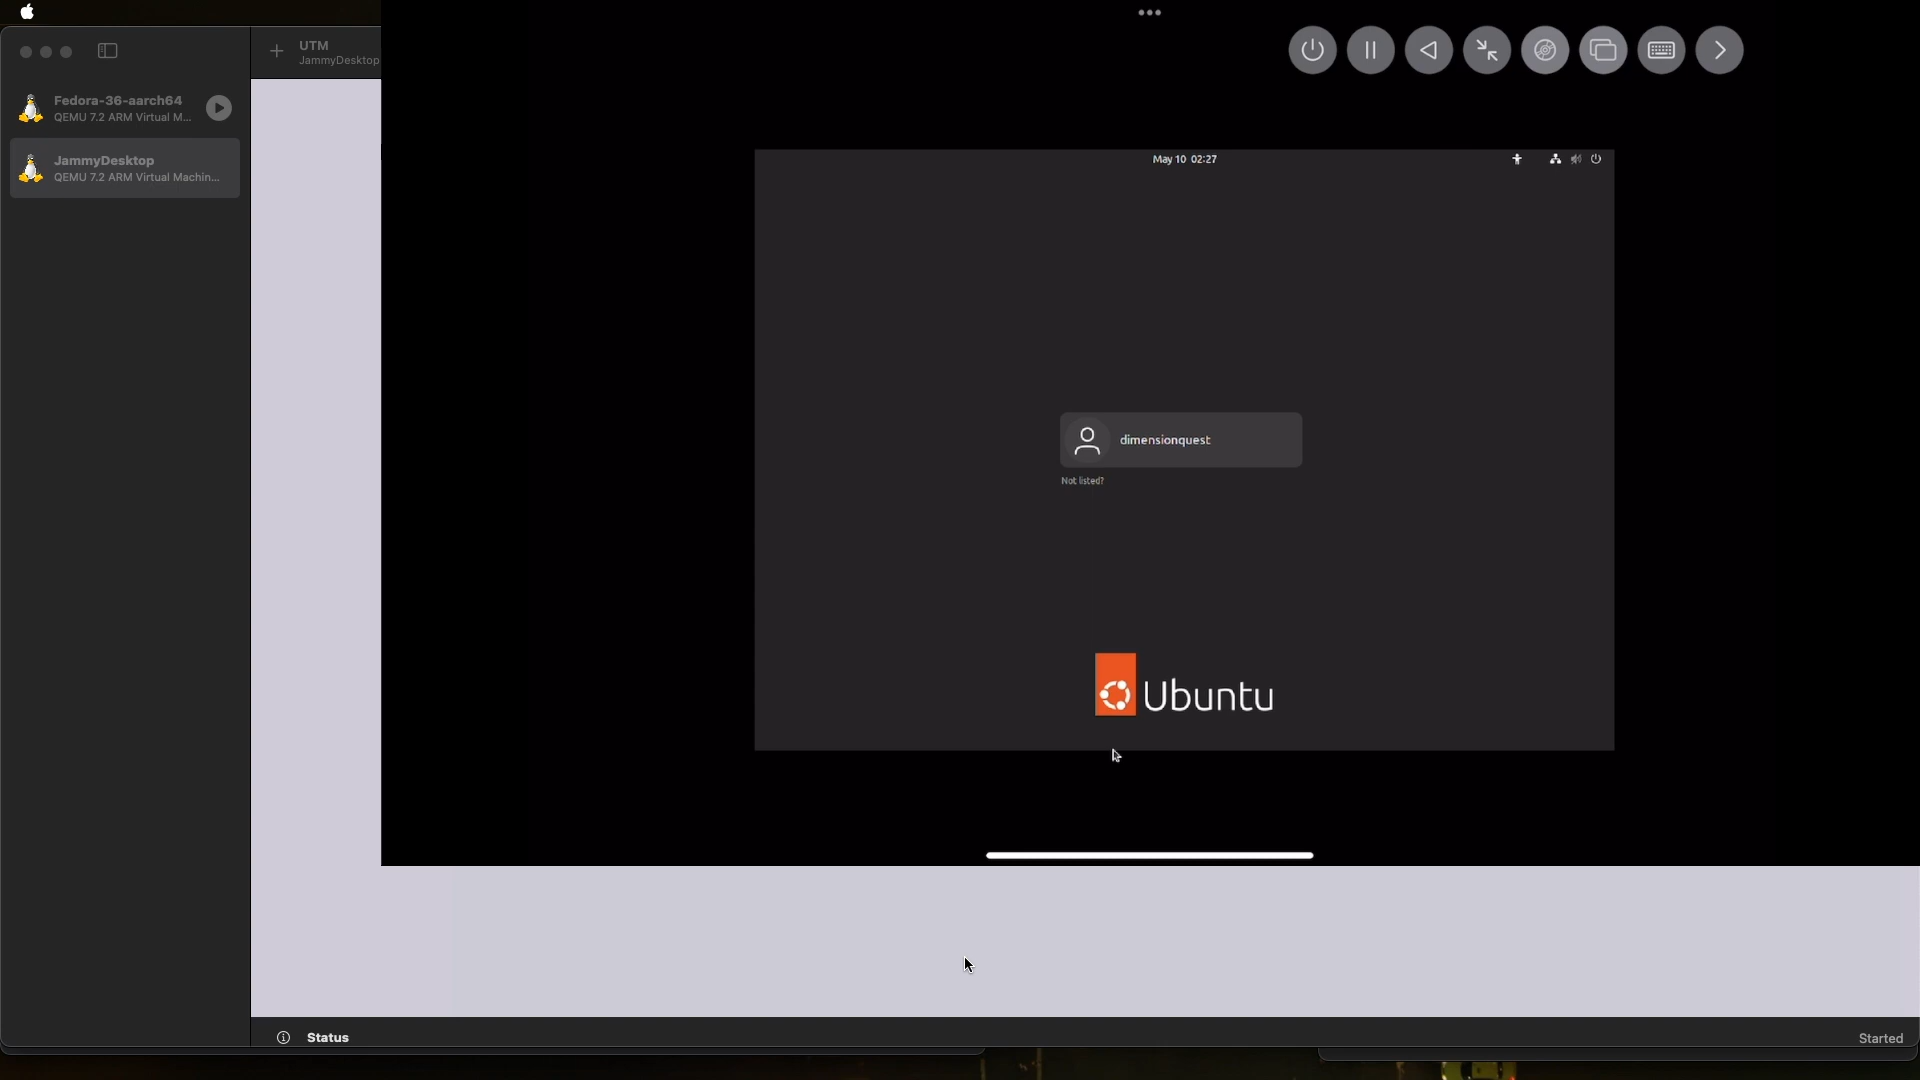 UTM
JammyDesktop
Fedora-36-aarch64
QEMU 7.2 ARM Virtual M...
JammyDesktop
QEMU 7.2 ARM Virtual Machin...
May 10 02:27
dimensionquest
Not listed?
Ubuntu
Status
Started